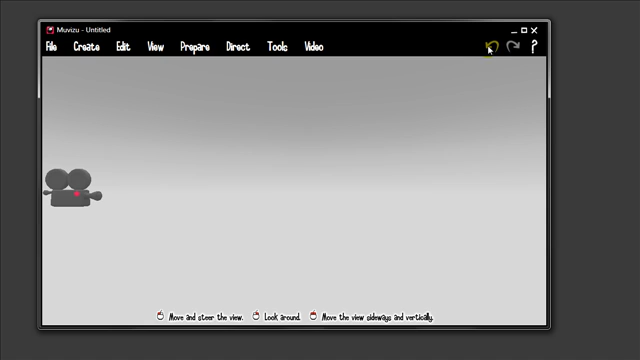 Muvizu - Untitled
File Create Edit View Prepare Direct Tools Video ?
Move and steer the view. Look around. Move the view sideways and vertically.